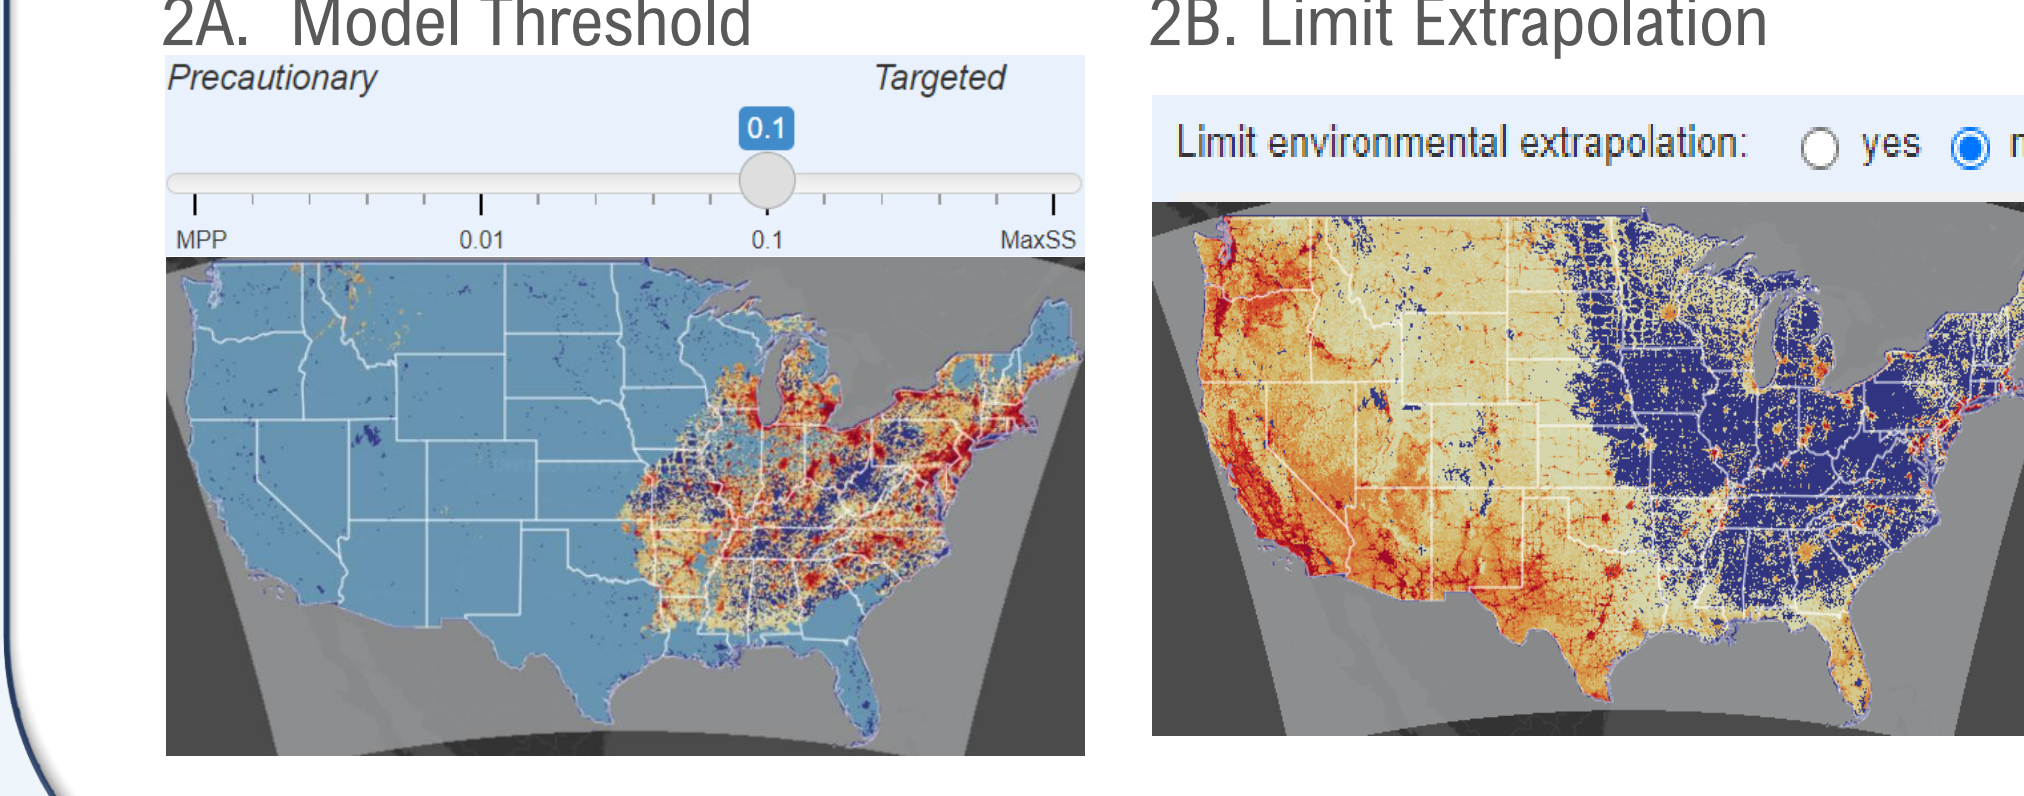 2A. Model Threshold
Precautionary Targeted
0.1
MPP 0.01 0.1 MaxSS
2B. Limit Extrapolation
Limit environmental extrapolation: yes